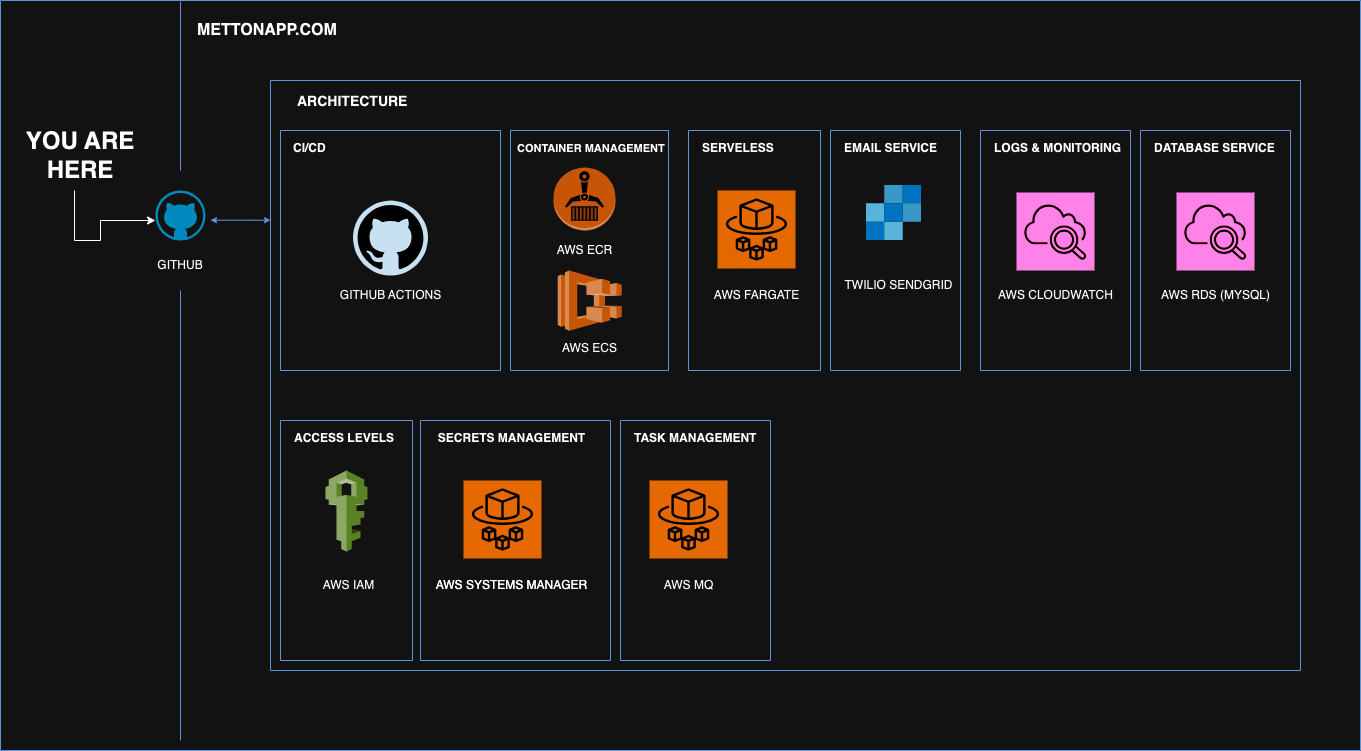 METTONAPP.COM
ARCHITECTURE
YOU ARE
HERE
GITHUB
CI/CD
GITHUB ACTIONS
CONTAINER MANAGEMENT
AWS ECR
AWS ECS
SERVELESS
AWS FARGATE
EMAIL SERVICE
TWILIO SENDGRID
LOGS & MONITORING
AWS CLOUDWATCH
DATABASE SERVICE
AWS RDS (MYSQL)
ACCESS LEVELS
AWS IAM
SECRETS MANAGEMENT
AWS SYSTEMS MANAGER
TASK MANAGEMENT
AWS MQ